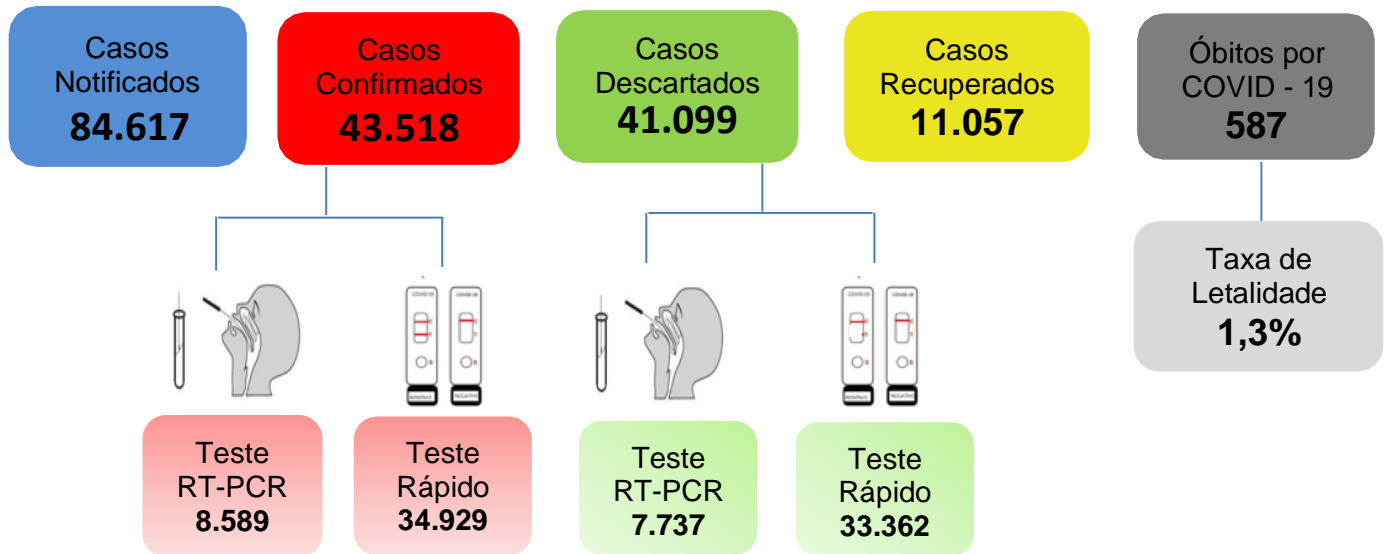 Casos
Notificados
84.617
Casos
Confirmados
43.518
Casos
Descartados
41.099
Casos
Recuperados
11.057
Óbitos por
COVID - 19
587
Taxa de
Letalidade
1,3%
Teste
RT-PCR
8.589
Teste
Rápido
34.929
Teste
RT-PCR
7.737
Teste
Rápido
33.362